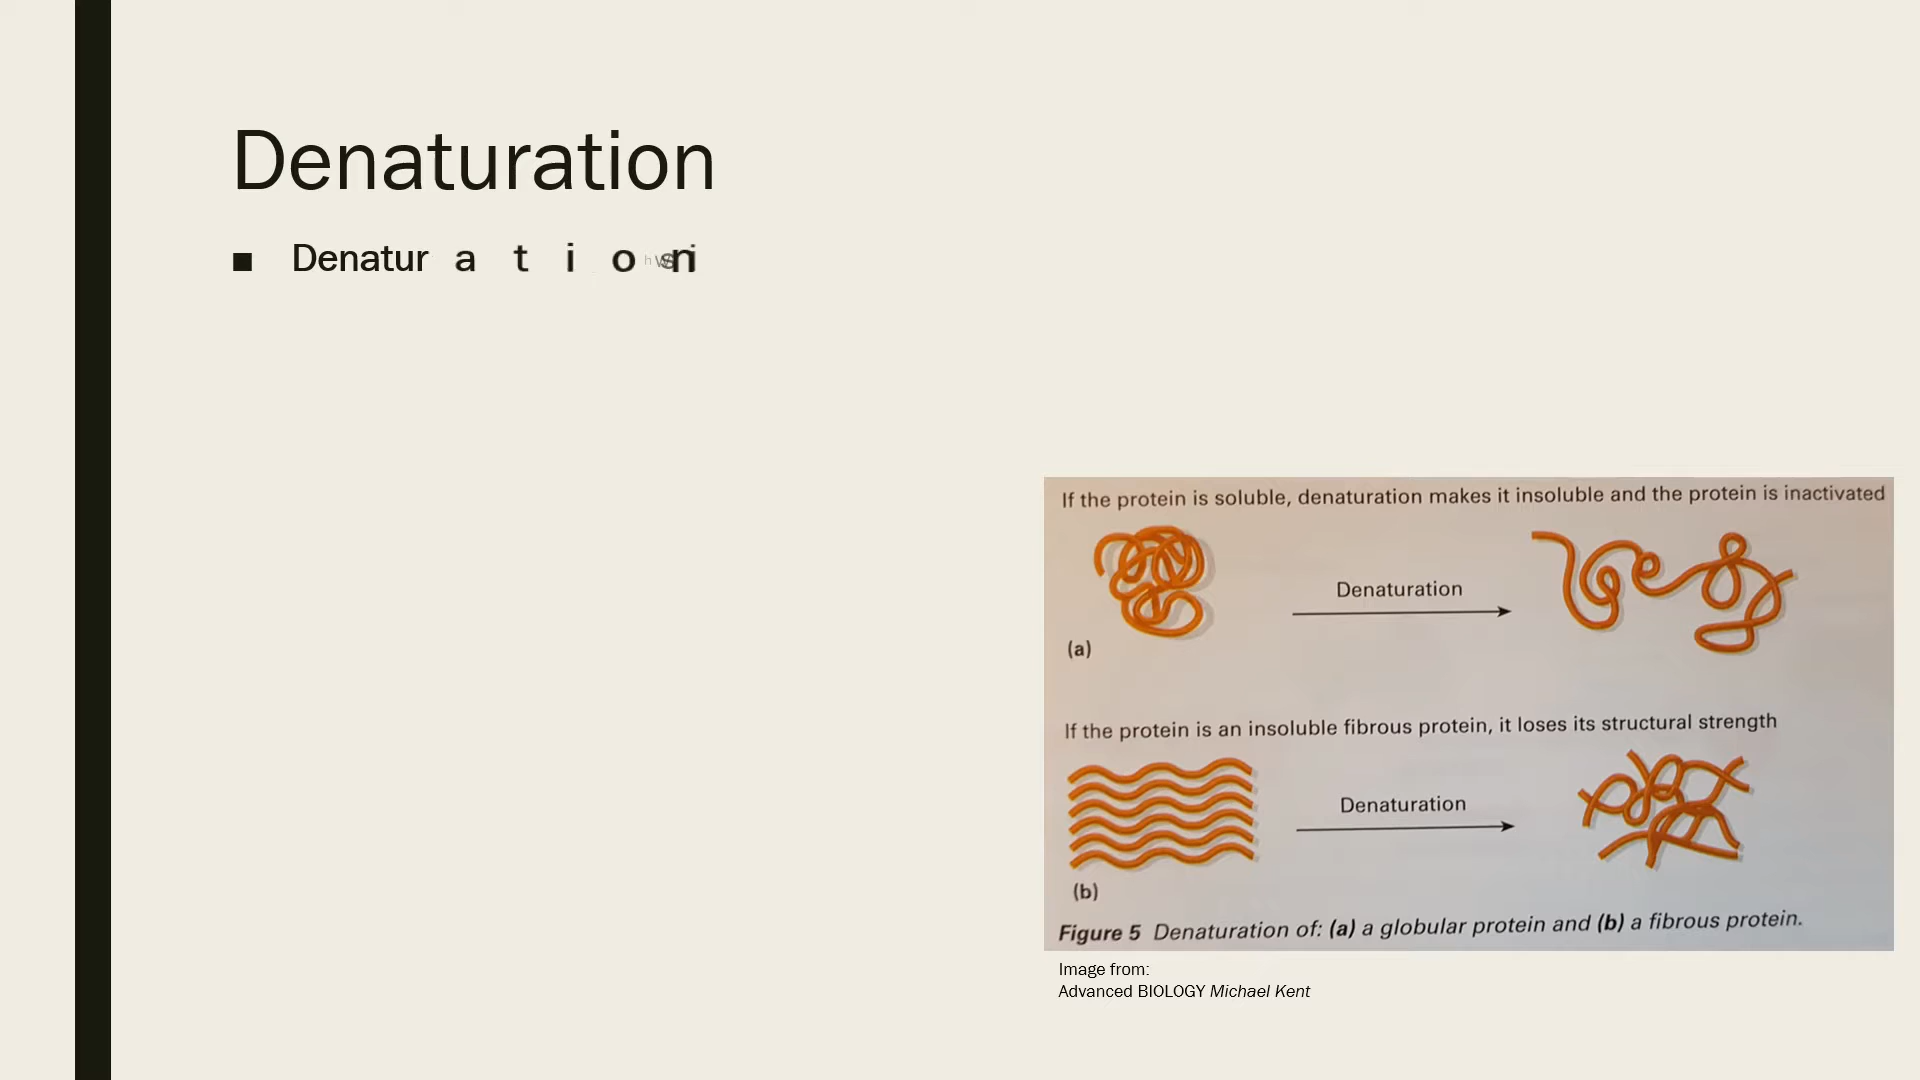 Denaturation
▪ Denaturation
If the protein is soluble, denaturation makes it insoluble and the protein is inactivated
Denaturation
(a)
If the protein is an insoluble fibrous protein, it loses its structural strength
Denaturation
(b)
Figure 5 Denaturation of: (a) a globular protein and (b) a fibrous protein.
Image from:
Advanced BIOLOGY Michael Kent